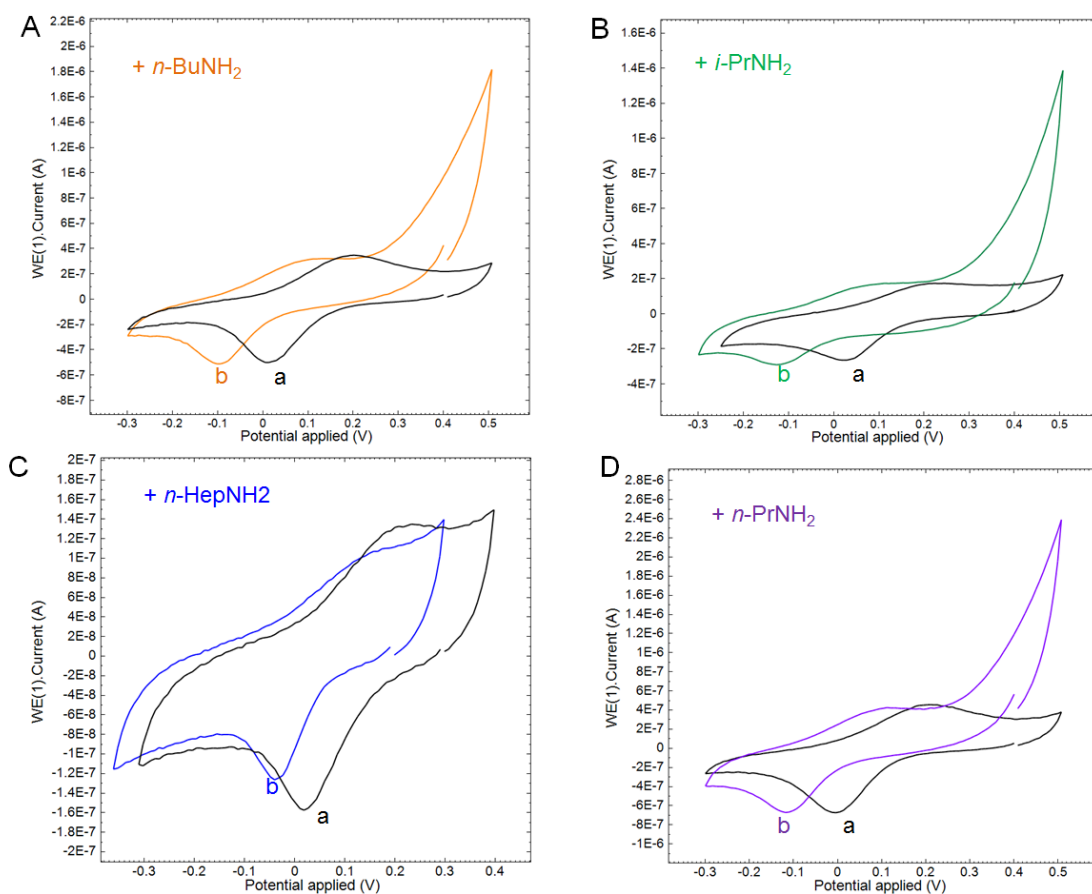 A
+ n-BuNH₂
WE(1).Current (A)
2.2E-6
2E-6
1.8E-6
1.6E-6
1.4E-6
1.2E-6
1E-6
8E-7
6E-7
4E-7
2E-7
0
-2E-7
-4E-7
-6E-7
-8E-7
b
a
-0.3 -0.2 -0.1 0 0.1 0.2 0.3 0.4 0.5
Potential applied (V)
B
+ i-PrNH₂
WE(1).Current (A)
1.6E-6
1.4E-6
1.2E-6
1E-6
8E-7
6E-7
4E-7
2E-7
0
-2E-7
-4E-7
b
a
-0.3 -0.2 -0.1 0 0.1 0.2 0.3 0.4 0.5
Potential applied (V)
C
+ n-HepNH2
WE(1).Current (A)
2E-7
1.8E-7
1.6E-7
1.4E-7
1.2E-7
1E-7
8E-8
6E-8
4E-8
2E-8
0
-2E-8
-4E-8
-6E-8
-8E-8
-1E-7
-1.2E-7
-1.4E-7
-1.6E-7
-1.8E-7
-2E-7
b
a
-0.3 -0.2 -0.1 0 0.1 0.2 0.3 0.4
Potential applied (V)
D
+ n-PrNH₂
WE(1).Current (A)
2.8E-6
2.6E-6
2.4E-6
2.2E-6
2E-6
1.8E-6
1.6E-6
1.4E-6
1.2E-6
1E-6
8E-7
6E-7
4E-7
2E-7
0
-2E-7
-4E-7
-6E-7
-8E-7
-1E-6
b
a
-0.3 -0.2 -0.1 0 0.1 0.2 0.3 0.4 0.5
Potential applied (V)